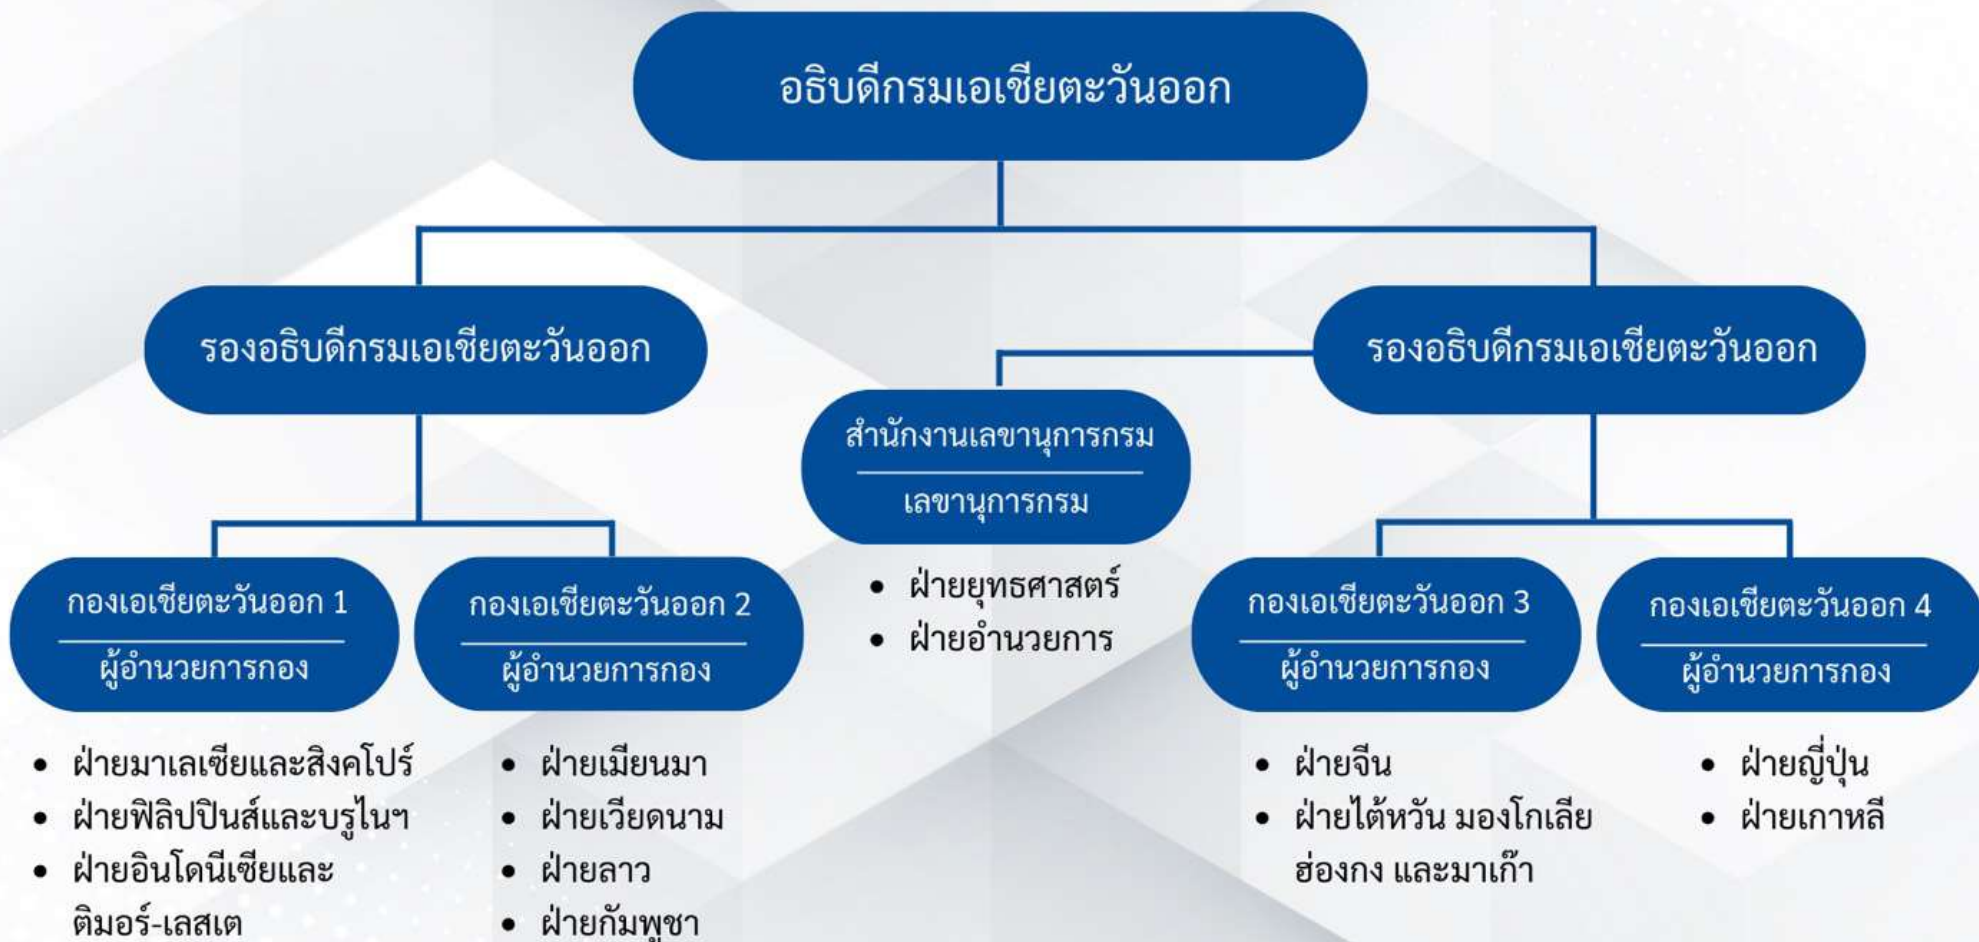 อธิบดีกรมเอเชียตะวันออก
รองอธิบดีกรมเอเชียตะวันออก
รองอธิบดีกรมเอเชียตะวันออก
สำนักงานเลขานุการกรม
เลขานุการกรม
• ฝ่ายยุทธศาสตร์
• ฝ่ายอำนวยการ
กองเอเชียตะวันออก 1
ผู้อำนวยการกอง
• ฝ่ายมาเลเซียและสิงคโปร์
• ฝ่ายฟิลิปปินส์และบรูไนฯ
• ฝ่ายอินโดนีเซียและ
ติมอร์-เลสเต
กองเอเชียตะวันออก 2
ผู้อำนวยการกอง
• ฝ่ายเมียนมา
• ฝ่ายเวียดนาม
• ฝ่ายลาว
• ฝ่ายกัมพูชา
กองเอเชียตะวันออก 3
ผู้อำนวยการกอง
• ฝ่ายจีน
• ฝ่ายไต้หวัน มองโกเลีย
ฮ่องกง และมาเก๊า
กองเอเชียตะวันออก 4
ผู้อำนวยการกอง
• ฝ่ายญี่ปุ่น
• ฝ่ายเกาหลี